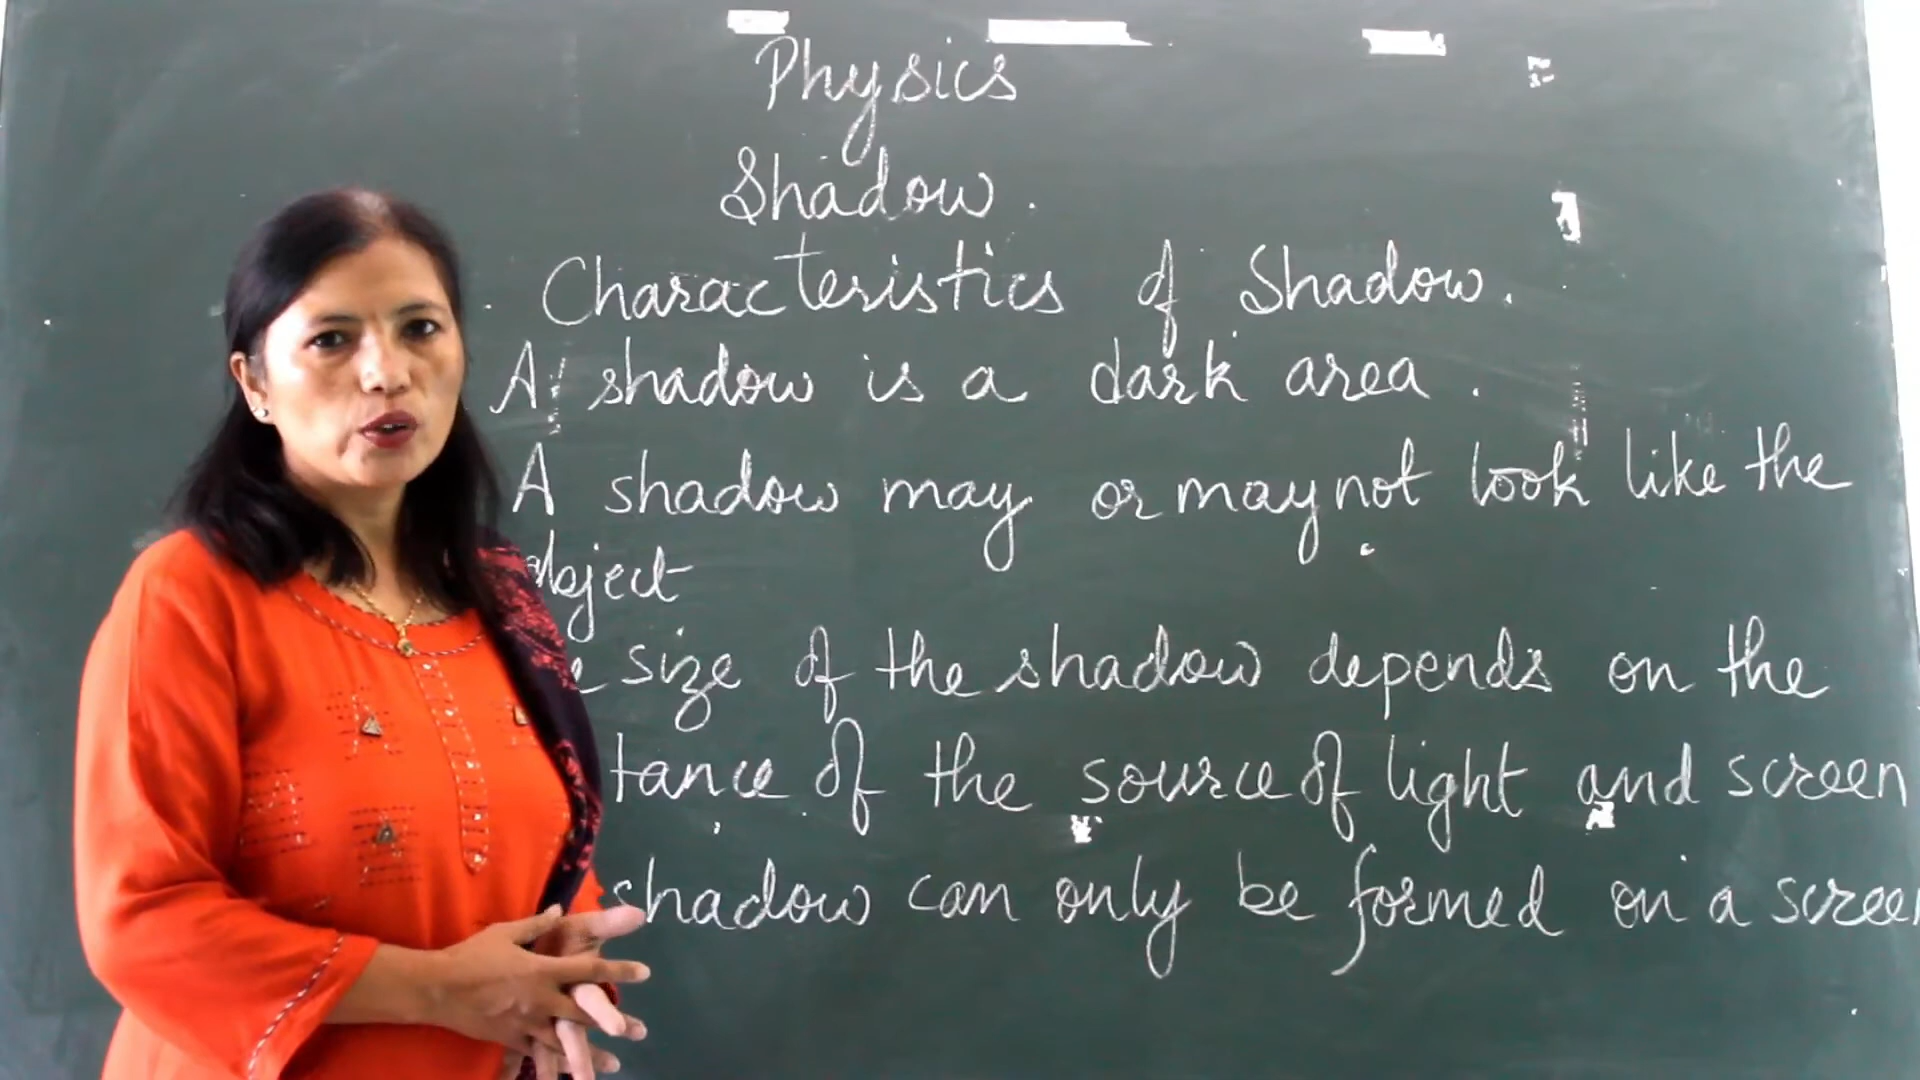 Physics
Shadow.
Characteristics of Shadow.
A shadow is a dark area.
A shadow may or may not look like the
object
size of the shadow depends on the
tance of the source of light and screen
shadow can only be formed on a screen